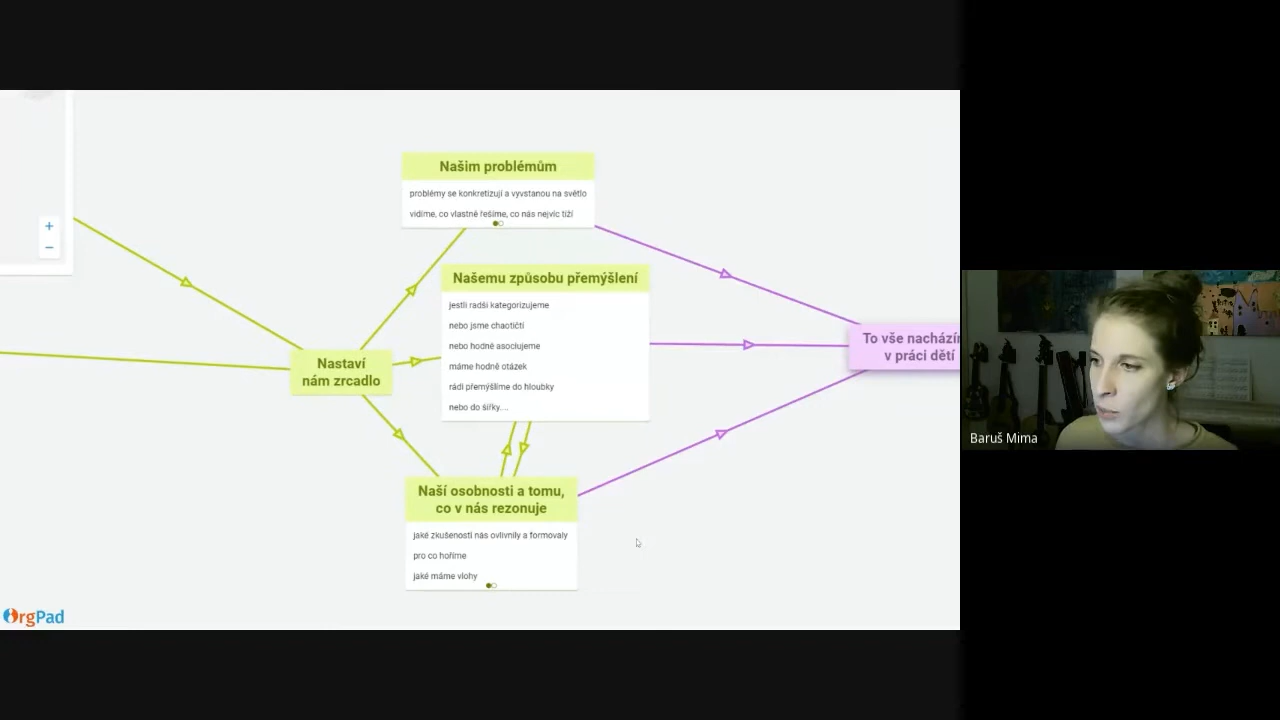 Našim problémům
problémy se konkretizují a vyvstanou na světlo
vidíme, co vlastně řešíme, co nás nejvíc tíží
+
−
Našemu způsobu přemýšlení
jestli radši kategorizujeme
nebo jsme chaotičtí
nebo hodně asociujeme
máme hodně otázek
rádi přemýšlíme do hloubky
nebo do šířky....
Nastaví
nám zrcadlo
To vše nacházím
v práci dětí
Baruš Mima
Naší osobnosti a tomu,
co v nás rezonuje
jaké zkušenosti nás ovlivnily a formovaly
pro co hoříme
jaké máme vlohy
OrgPad